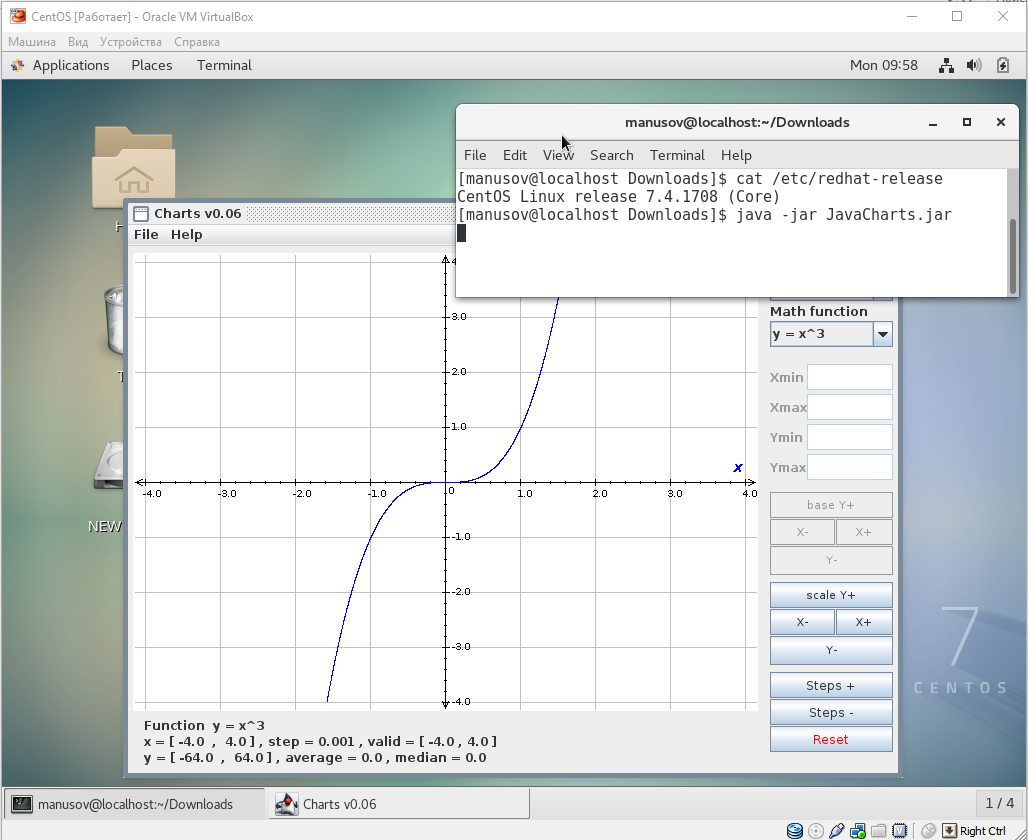 CentOS [Работает] - Oracle VM VirtualBox
Машина Вид Устройства Справка
Applications Places Terminal Mon 09:58
manusov@localhost:~/Downloads
File Edit View Search Terminal Help
[manusov@localhost Downloads]$ cat /etc/redhat-release
CentOS Linux release 7.4.1708 (Core)
[manusov@localhost Downloads]$ java -jar JavaCharts.jar
Charts v0.06
File Help
NEW
3.0
2.0
1.0
x
-4.0 -3.0 -2.0 -1.0 0 1.0 2.0 3.0 4.0
-1.0
-2.0
-3.0
-4.0
Math function
y = x^3
Xmin
Xmax
Ymin
Ymax
base Y+
X- X+
Y-
scale Y+
X- X+
Y-
Steps +
Steps -
Reset
7
CENTOS
Function y = x^3
x = [ -4.0 , 4.0 ] , step = 0.001 , valid = [ -4.0 , 4.0 ]
y = [ -64.0 , 64.0 ] , average = 0.0 , median = 0.0
manusov@localhost:~/Downloads Charts v0.06 1 / 4
Right Ctrl